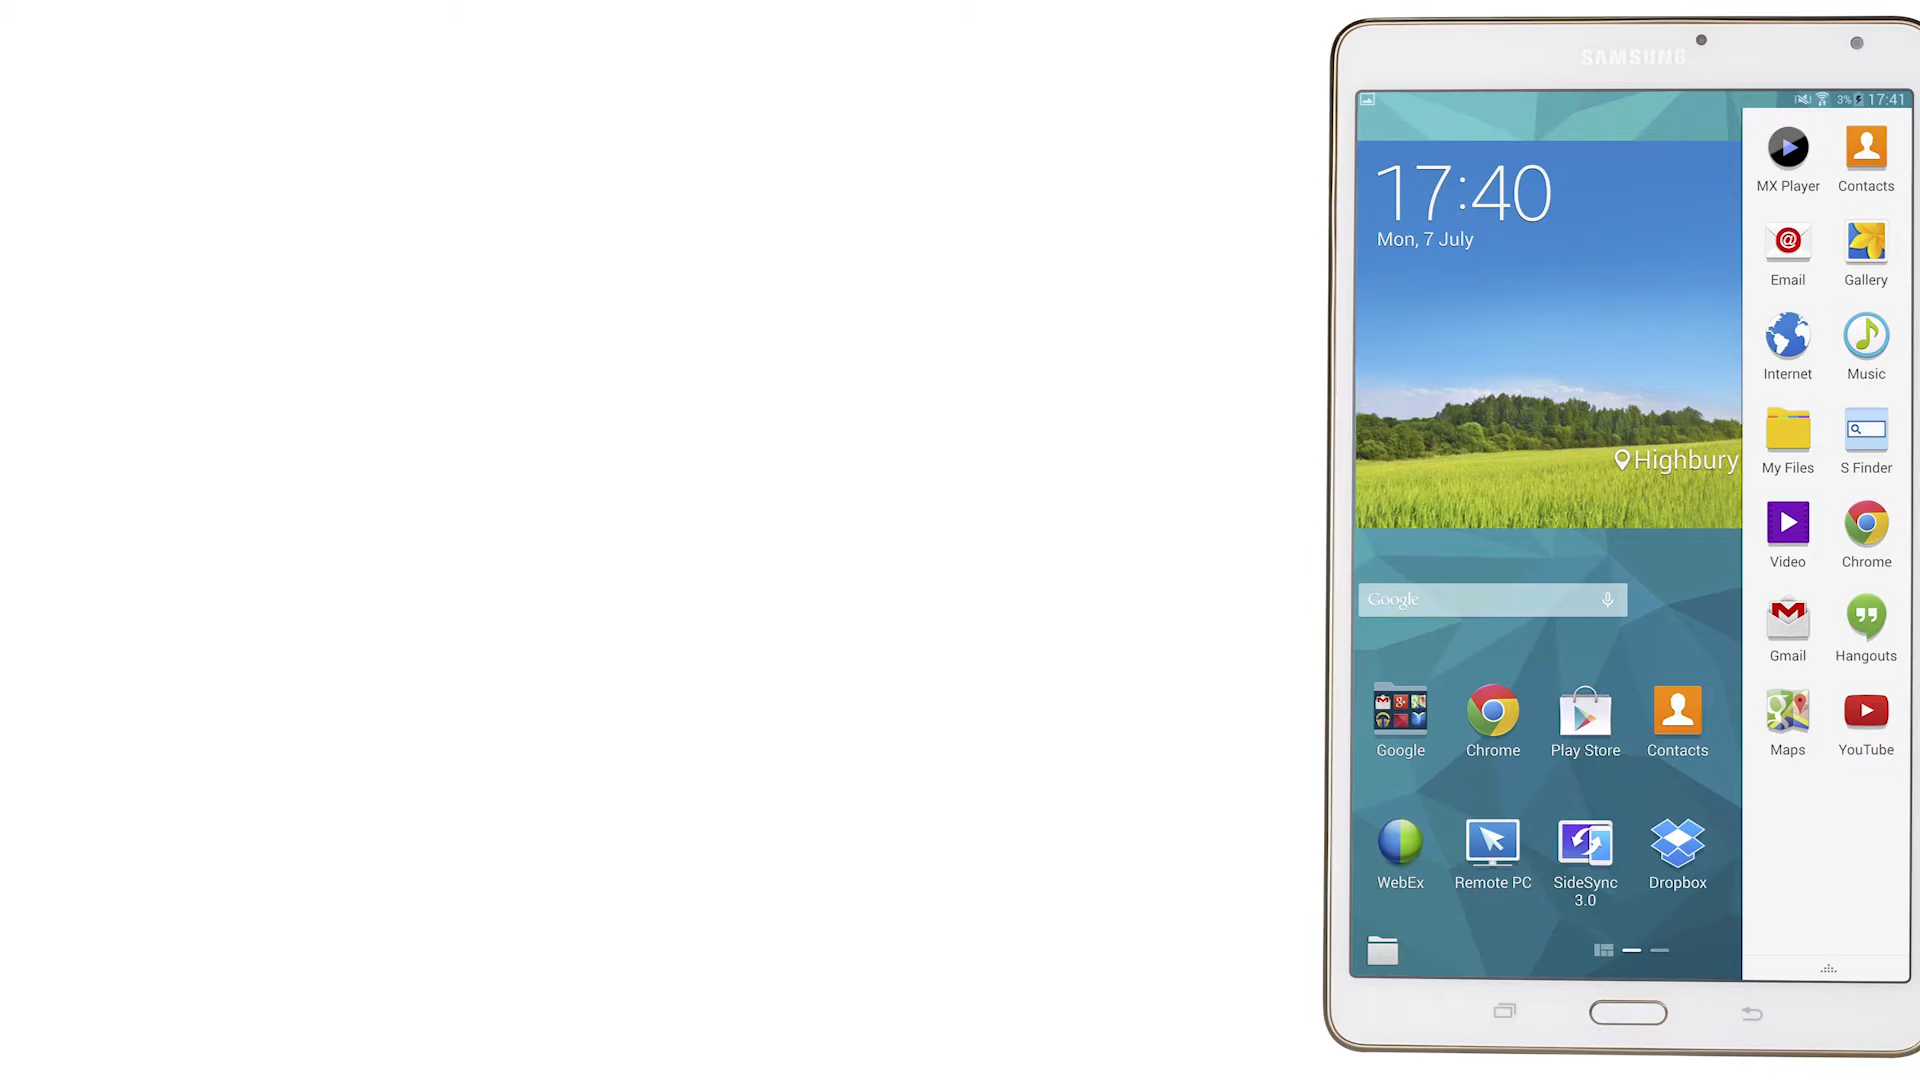 SAMSUNG
3% 17:41
17:40
Mon, 7 July
Highbury
Google
Google
Chrome
Play Store
Contacts
WebEx
Remote PC
SideSync
3.0
Dropbox
MX Player
Contacts
Email
Gallery
Internet
Music
My Files
S Finder
Video
Chrome
Gmail
Hangouts
Maps
YouTube